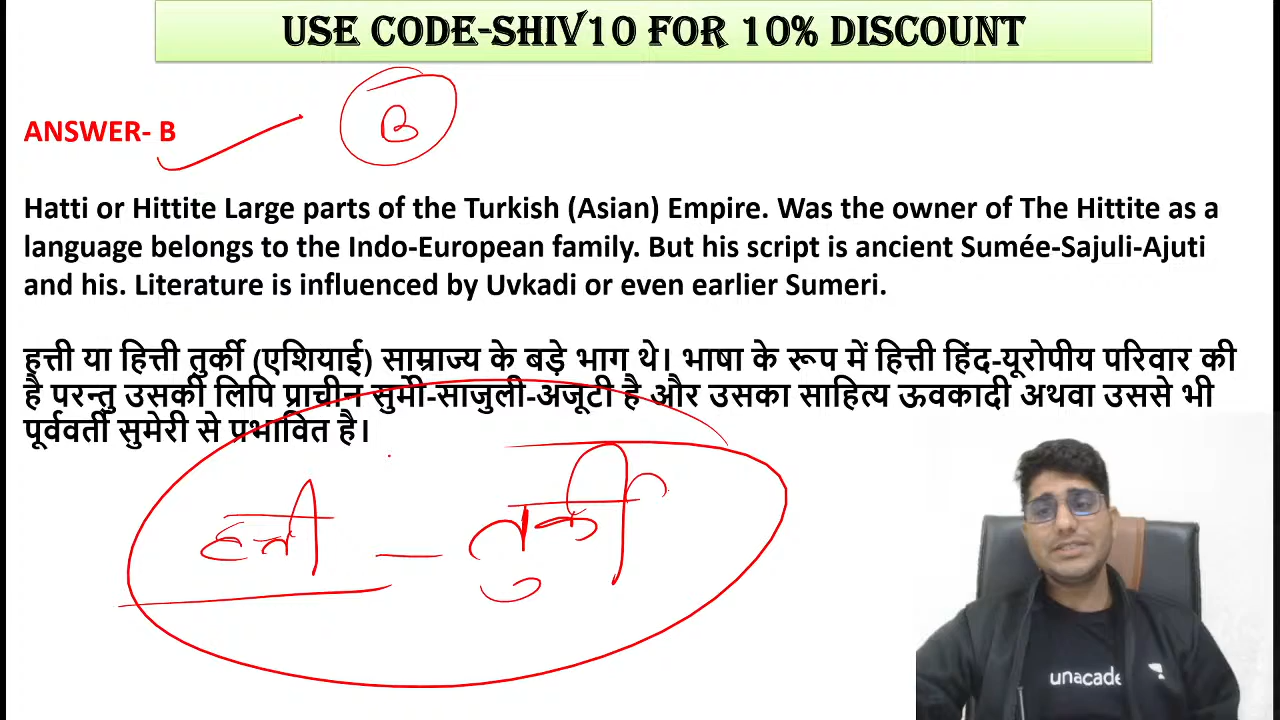 USE CODE-SHIV10 FOR 10% DISCOUNT
B
ANSWER- B
Hatti or Hittite Large parts of the Turkish (Asian) Empire. Was the owner of The Hittite as a
language belongs to the Indo-European family. But his script is ancient Sumée-Sajuli-Ajuti
and his. Literature is influenced by Uvkadi or even earlier Sumeri.
हत्ती या हित्ती तुर्की (एशियाई) साम्राज्य के बड़े भाग थे। भाषा के रूप में हित्ती हिंद-यूरोपीय परिवार की
है परन्तु उसकी लिपि प्राचीन सुमेी-साजुली-अजूटी है और उसका साहित्य ऊवकादी अथवा उससे भी
पूर्ववर्ती सुमेरी से प्रभावित है।
हत्ती – तुर्की
unacade